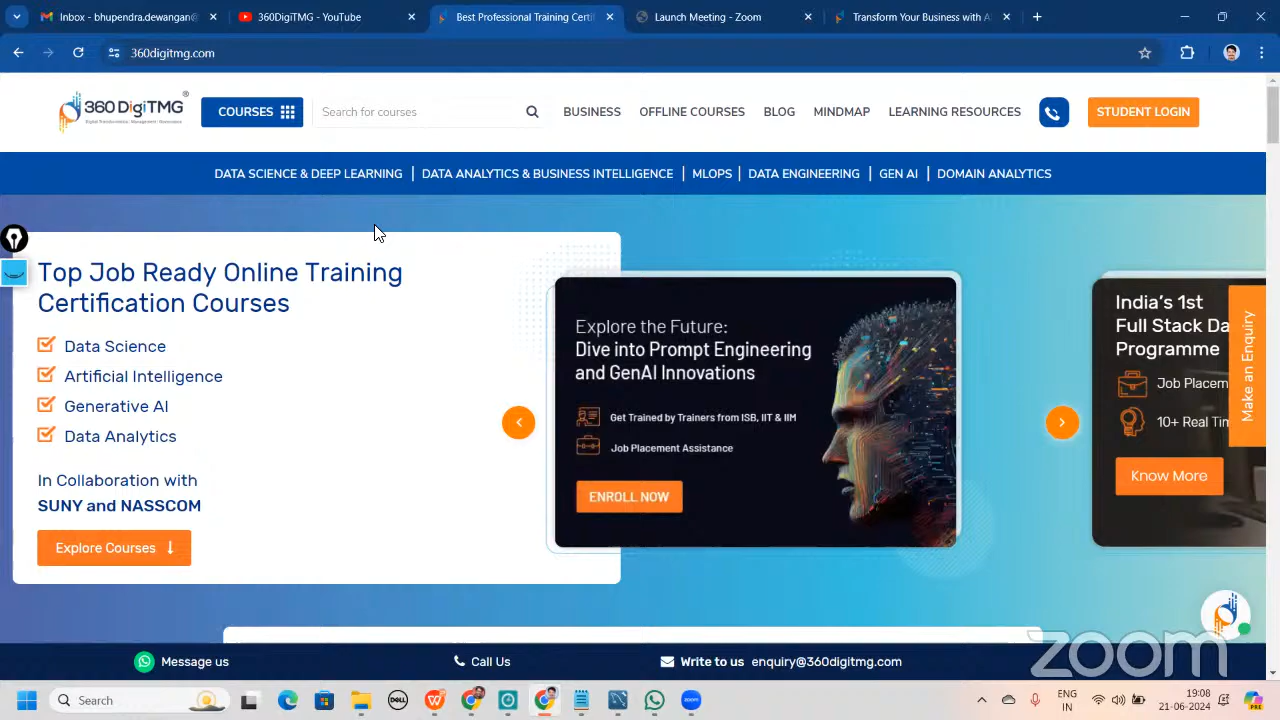 Inbox - bhupendra.dewangan@
360DigiTMG - YouTube
Best Professional Training Certif
Launch Meeting - Zoom
Transform Your Business with A
360digitmg.com
360 DigiTMG ®
COURSES
Search for courses
BUSINESS
OFFLINE COURSES
BLOG
MINDMAP
LEARNING RESOURCES
STUDENT LOGIN
DATA SCIENCE & DEEP LEARNING | DATA ANALYTICS & BUSINESS INTELLIGENCE | MLOPS | DATA ENGINEERING | GEN AI | DOMAIN ANALYTICS
Top Job Ready Online Training
Certification Courses
Data Science
Artificial Intelligence
Generative AI
Data Analytics
In Collaboration with
SUNY and NASSCOM
Explore Courses
Explore the Future:
Dive into Prompt Engineering
and GenAI Innovations
Get Trained by Trainers from ISB, IIT & IIM
Job Placement Assistance
ENROLL NOW
India's 1st
Full Stack Da
Programme
Job Placem
10+ Real Tim
Know More
Make an Enquiry
Message us
Call Us
Write to us enquiry@360digitmg.com
zoom
Search
DELL
ENG
IN
19:08
21-06-2024
PRE